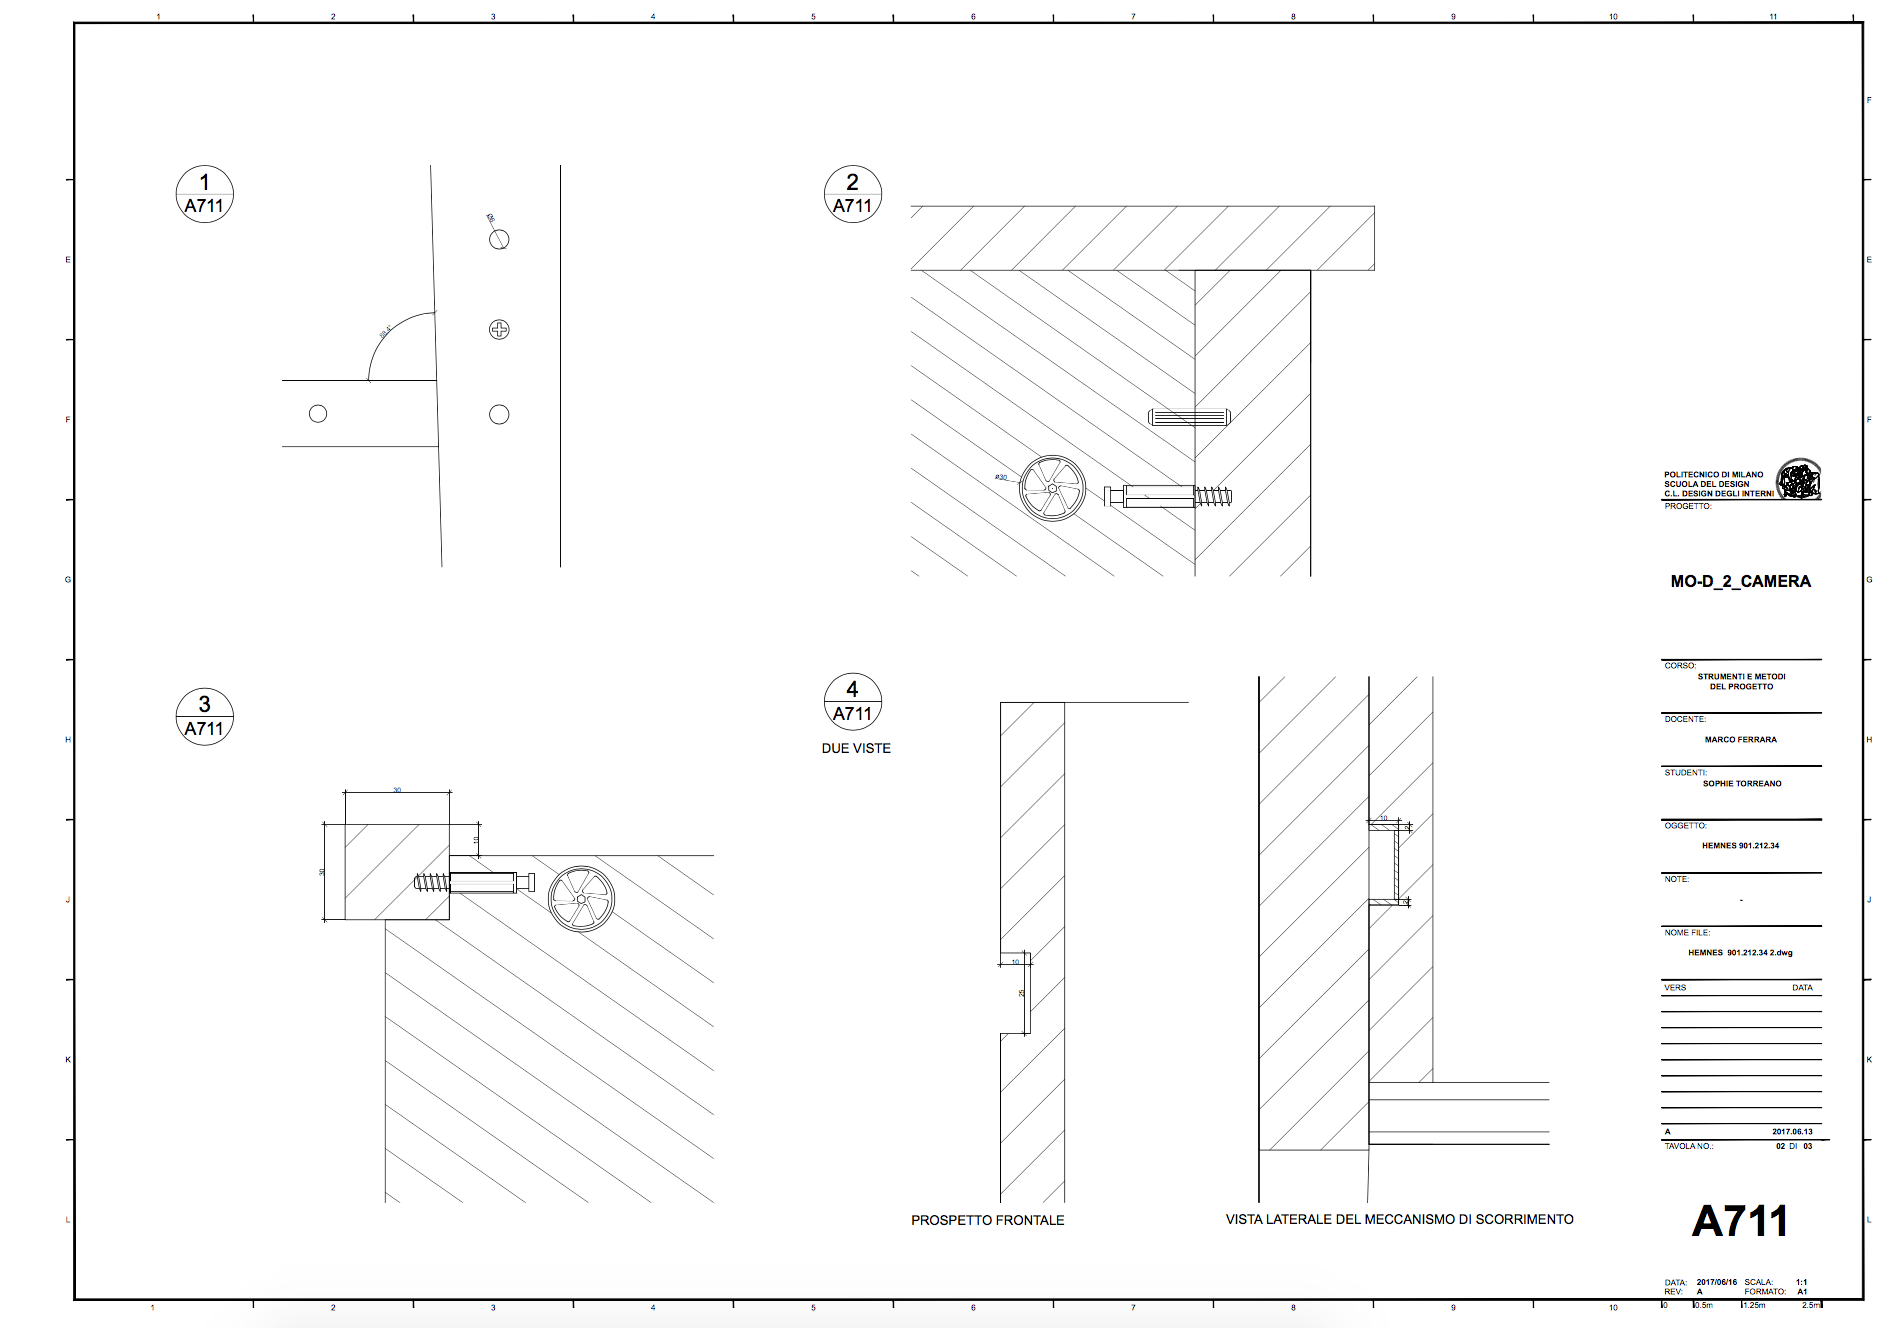 1 2 3 4 5 6 7 8 9 10 11
F
E
E
F
F
G
G
H
H
J
J
K
K
L
L
1
A711
2
A711
ø30
3
A711
30
10
30
4
A711
DUE VISTE
10
25
10
2
2
PROSPETTO FRONTALE
VISTA LATERALE DEL MECCANISMO DI SCORRIMENTO
POLITECNICO DI MILANO
SCUOLA DEL DESIGN
C.L. DESIGN DEGLI INTERNI
PROGETTO:
MO-D_2_CAMERA
CORSO:
STRUMENTI E METODI
DEL PROGETTO
DOCENTE:
MARCO FERRARA
STUDENTI:
SOPHIE TORREANO
OGGETTO:
HEMNES 901.212.34
NOTE:
-
NOME FILE:
HEMNES 901.212.34 2.dwg
VERS DATA
A 2017.06.13
TAVOLA NO.: 02 DI 03
A711
DATA: 2017/06/16 SCALA: 1:1
REV: A FORMATO: A1
0 0.5m 1.25m 2.5m
1 2 3 4 5 6 7 8 9 10